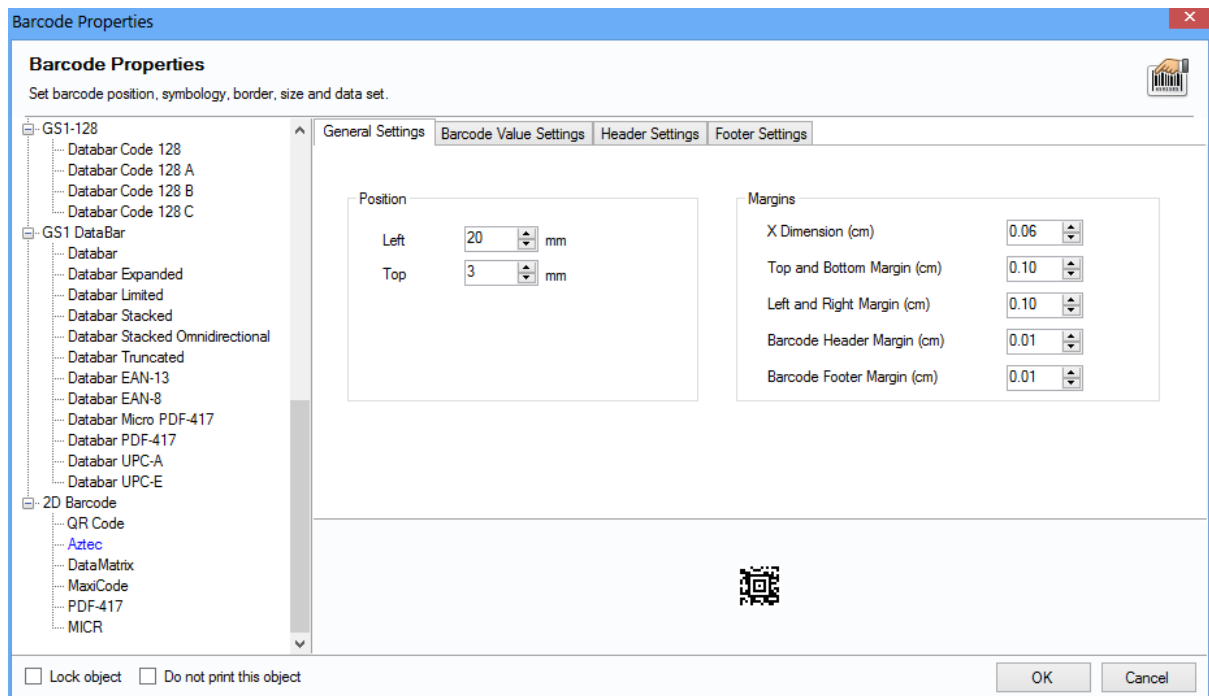 Barcode Properties
Barcode Properties
Set barcode position, symbology, border, size and data set.
GS1-128
Databar Code 128
Databar Code 128 A
Databar Code 128 B
Databar Code 128 C
GS1 DataBar
Databar
Databar Expanded
Databar Limited
Databar Stacked
Databar Stacked Omnidirectional
Databar Truncated
Databar EAN-13
Databar EAN-8
Databar Micro PDF-417
Databar PDF-417
Databar UPC-A
Databar UPC-E
2D Barcode
QR Code
Aztec
DataMatrix
MaxiCode
PDF-417
MICR
General Settings Barcode Value Settings Header Settings Footer Settings
Position
Left 20 mm
Top 3 mm
Margins
X Dimension (cm) 0.06
Top and Bottom Margin (cm) 0.10
Left and Right Margin (cm) 0.10
Barcode Header Margin (cm) 0.01
Barcode Footer Margin (cm) 0.01
Lock object Do not print this object OK Cancel